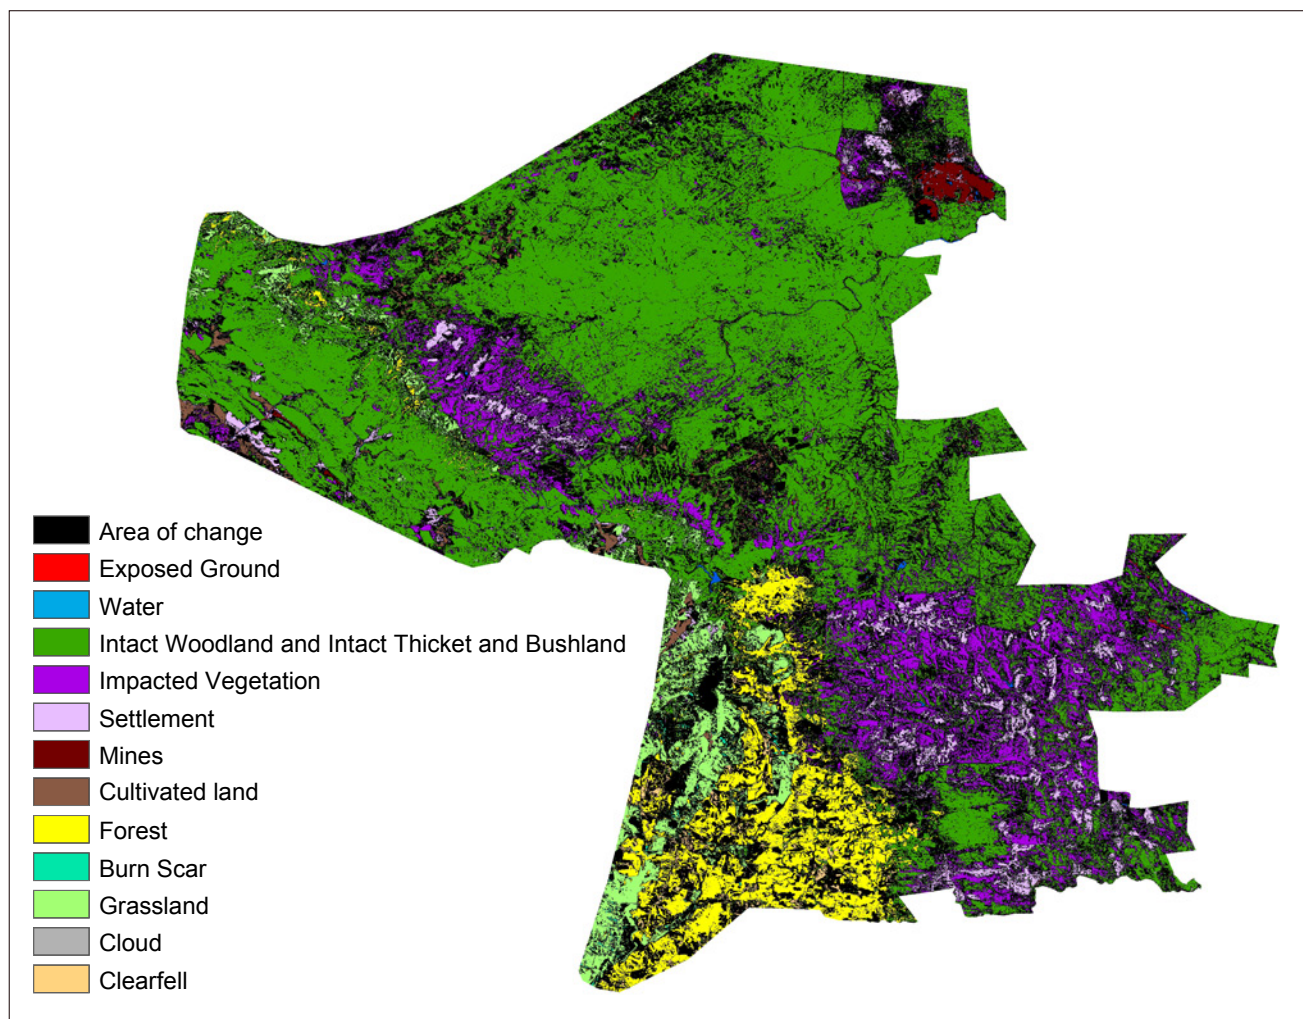 Area of change
Exposed Ground
Water
Intact Woodland and Intact Thicket and Bushland
Impacted Vegetation
Settlement
Mines
Cultivated land
Forest
Burn Scar
Grassland
Cloud
Clearfell